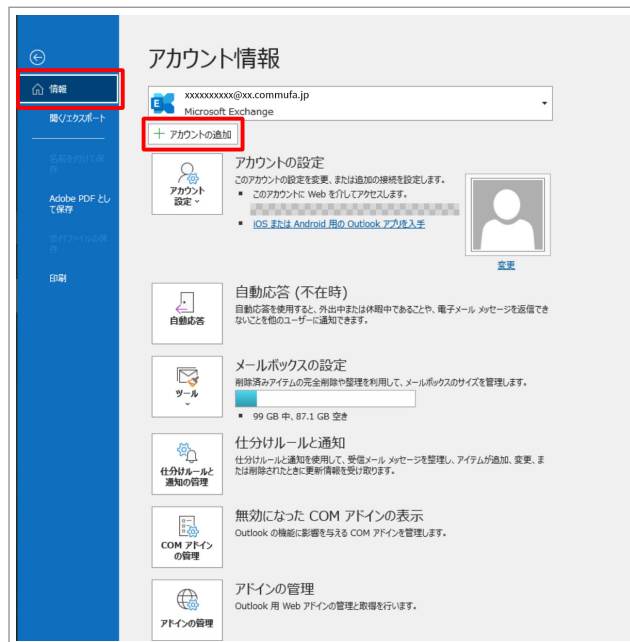 アカウント情報
情報
xxxxxxxxxx@xx.commufa.jp
Microsoft Exchange
開く/エクスポート
アカウントの追加
名前を付けて保
存
アカウントの設定
このアカウントの設定を変更、または追加の接続を設定します。
アカウント
設定
このアカウントに Web を介してアクセスします。
iOS または Android 用の Outlook アプリを入手
変更
Adobe PDF とし
て保存
添付ファイルの保
存
印刷
自動応答 (不在時)
自動応答を使用すると、外出中または休暇中であることや、電子メール メッセージを返信でき
ないことを他のユーザーに通知できます。
自動応答
メールボックスの設定
削除済みアイテムの完全削除や整理を利用して、メールボックスのサイズを管理します。
ツール
99 GB 中、87.1 GB 空き
仕分けルールと通知
仕分けルールと通知を使用して、受信メール メッセージを整理し、アイテムが追加、変更、ま
たは削除されたときに更新情報を受け取ります。
仕分けルールと
通知の管理
無効になった COM アドインの表示
Outlook の機能に影響を与える COM アドインを管理します。
COM アドイン
の管理
アドインの管理
Outlook 用 Web アドインの管理と取得を行います。
アドインの管理